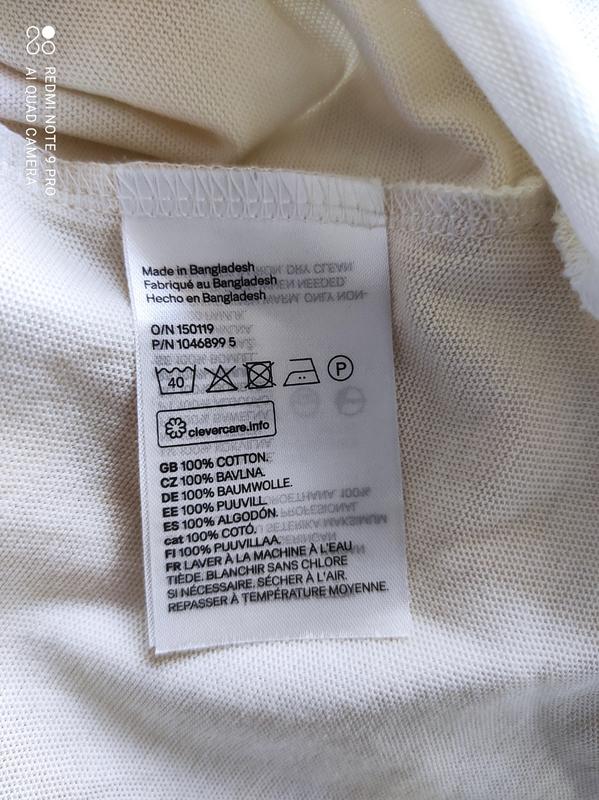 REDMI NOTE 9 PRO
AI QUAD CAMERA
Made in Bangladesh
Fabriqué au Bangladesh
Hecho en Bangladesh
O/N 150119
P/N 1046899 5
40
P
clevercare.info
GB 100% COTTON.
CZ 100% BAVLNA.
DE 100% BAUMWOLLE.
EE 100% PUUVILL.
ES 100% ALGODÓN.
cat 100% COTÓ.
FI 100% PUUVILLAA.
FR LAVER À LA MACHINE À L'EAU
TIÈDE. BLANCHIR SANS CHLORE
SI NÉCESSAIRE. SÉCHER À L'AIR.
REPASSER À TEMPÉRATURE MOYENNE.